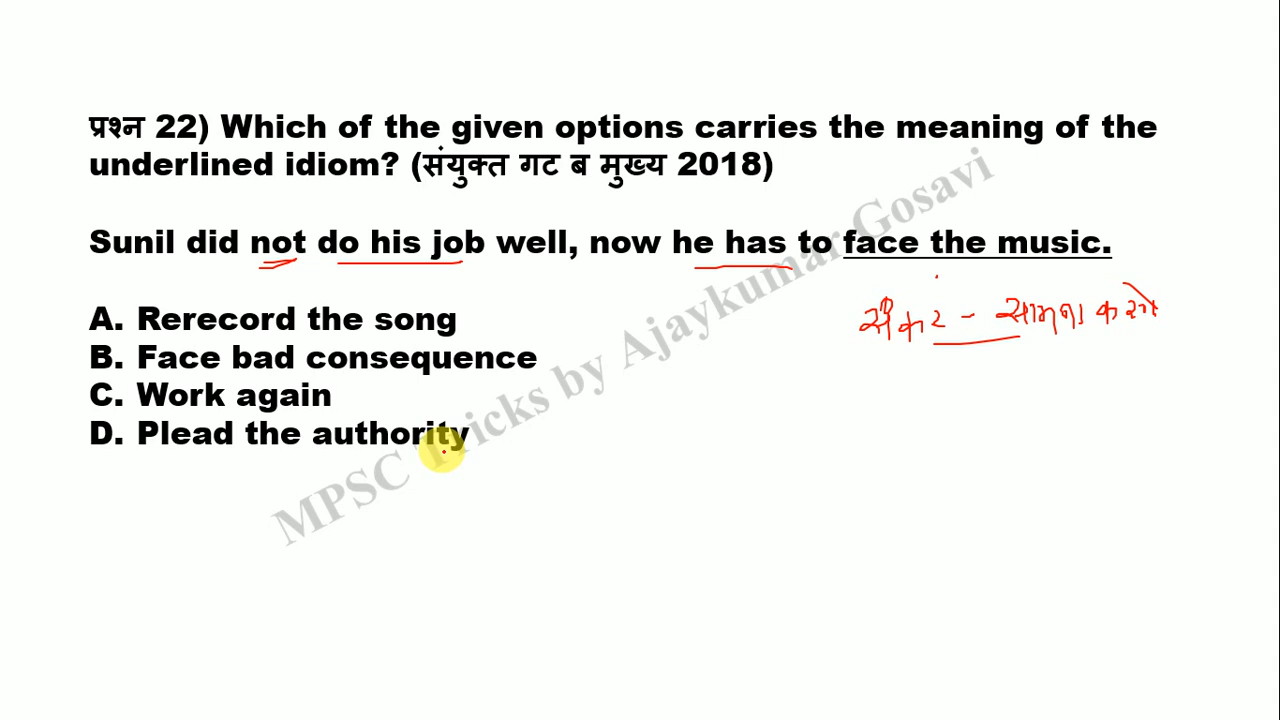 प्रश्न 22) Which of the given options carries the meaning of the
underlined idiom? (संयुक्त गट ब मुख्य 2018)
Sunil did not do his job well, now he has to face the music.
संकट - सामना करणे
A. Rerecord the song
B. Face bad consequence
C. Work again
D. Plead the authority
MPSC Tricks by Ajaykumar Gosavi